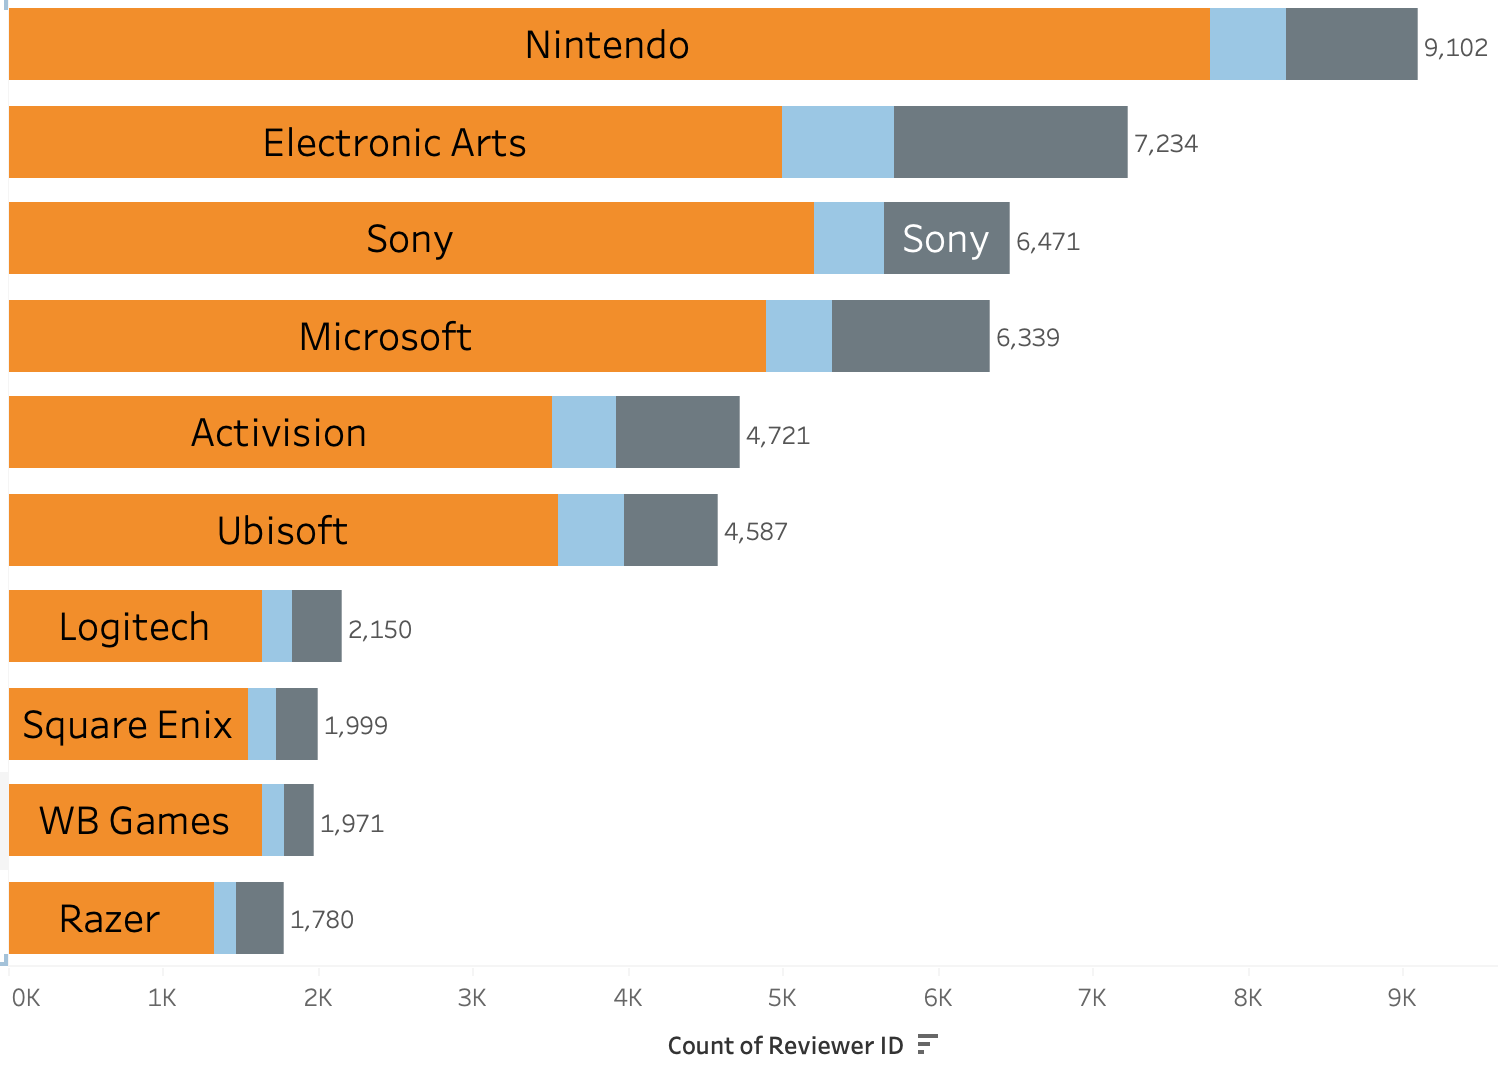 Nintendo 9,102
Electronic Arts 7,234
Sony Sony 6,471
Microsoft 6,339
Activision 4,721
Ubisoft 4,587
Logitech 2,150
Square Enix 1,999
WB Games 1,971
Razer 1,780
0K 1K 2K 3K 4K 5K 6K 7K 8K 9K
Count of Reviewer ID